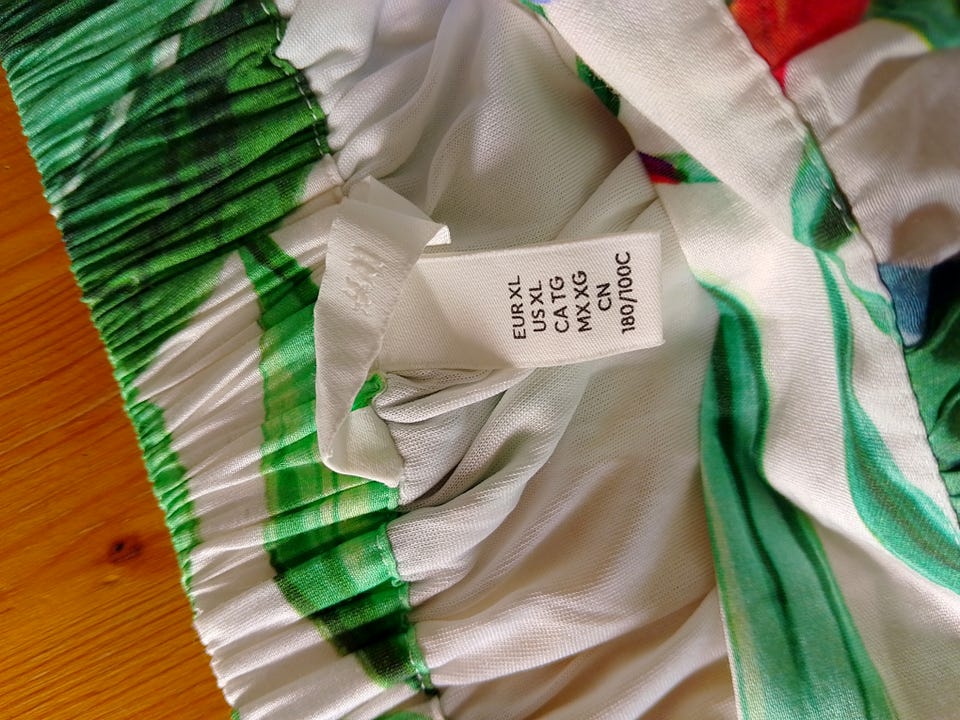 EUR XL
US XL
CA TG
MX XG
CN
180/100C